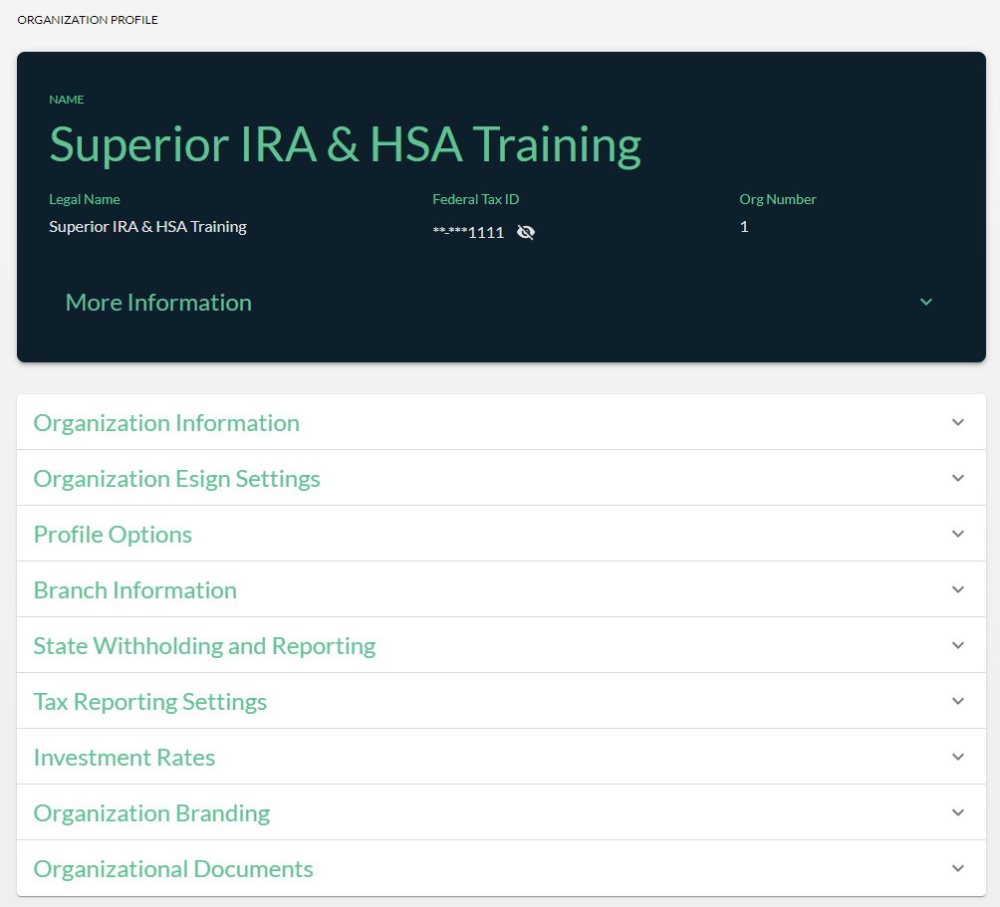 ORGANIZATION PROFILE
NAME
Superior IRA & HSA Training
Legal Name Federal Tax ID Org Number
Superior IRA & HSA Training **-***1111 1
More Information
Organization Information
Organization Esign Settings
Profile Options
Branch Information
State Withholding and Reporting
Tax Reporting Settings
Investment Rates
Organization Branding
Organizational Documents